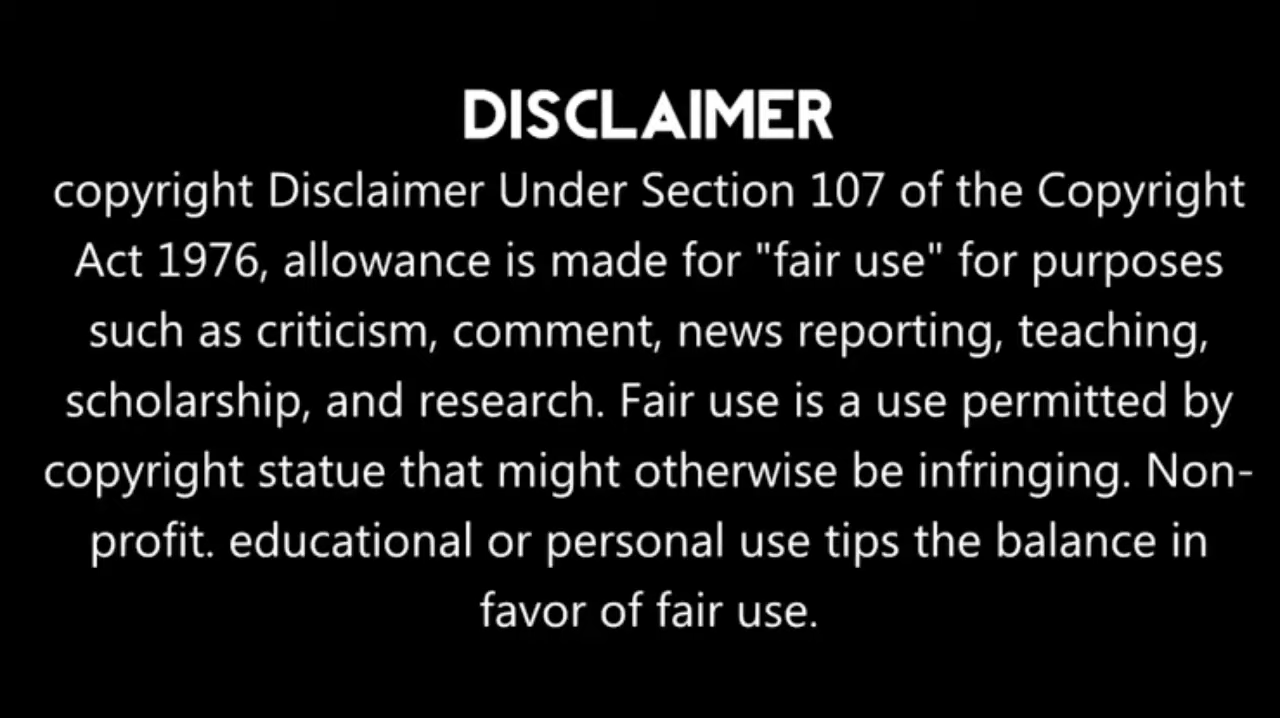 DISCLAIMER
copyright Disclaimer Under Section 107 of the Copyright
Act 1976, allowance is made for "fair use" for purposes
such as criticism, comment, news reporting, teaching,
scholarship, and research. Fair use is a use permitted by
copyright statue that might otherwise be infringing. Non-
profit. educational or personal use tips the balance in
favor of fair use.